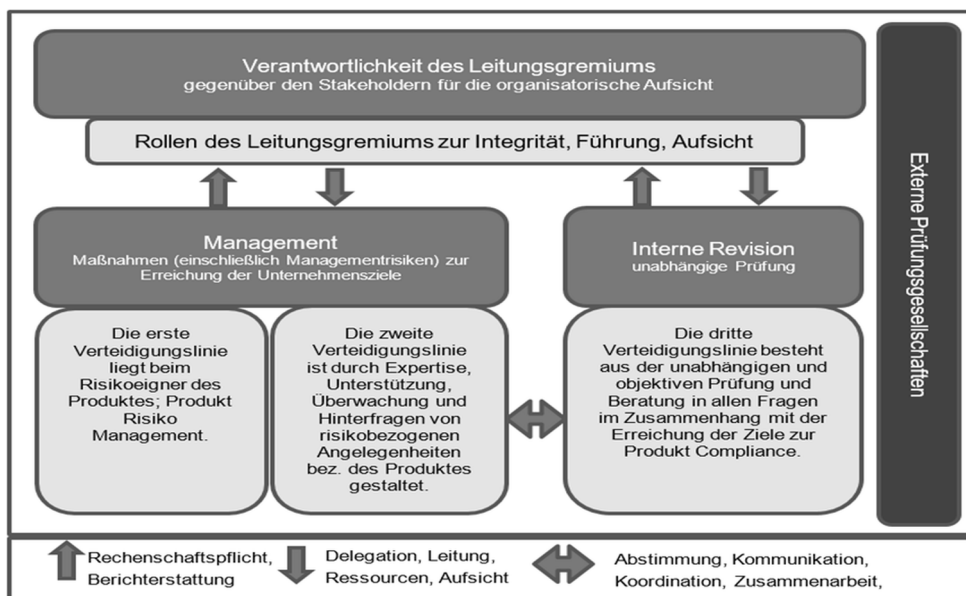 Verantwortlichkeit des Leitungsgremiums
gegenüber den Stakeholdern für die organisatorische Aufsicht
Rollen des Leitungsgremiums zur Integrität, Führung, Aufsicht
Management
Maßnahmen (einschließlich Managementrisiken) zur
Erreichung der Unternehmensziele
Interne Revision
unabhängige Prüfung
Die erste
Verteidigungslinie
liegt beim
Risikoeigner des
Produktes; Produkt
Risiko
Management.
Die zweite
Verteidigungslinie
ist durch Expertise,
Unterstützung,
Überwachung und
Hinterfragen von
risikobezogenen
Angelegenheiten
bez. des Produktes
gestaltet.
Die dritte
Verteidigungslinie besteht
aus der unabhängigen und
objektiven Prüfung und
Beratung in allen Fragen
im Zusammenhang mit der
Erreichung der Ziele zur
Produkt Compliance.
Externe Prüfungsgesellschaften
Rechenschaftspflicht,
Berichterstattung
Delegation, Leitung,
Ressourcen, Aufsicht
Abstimmung, Kommunikation,
Koordination, Zusammenarbeit,